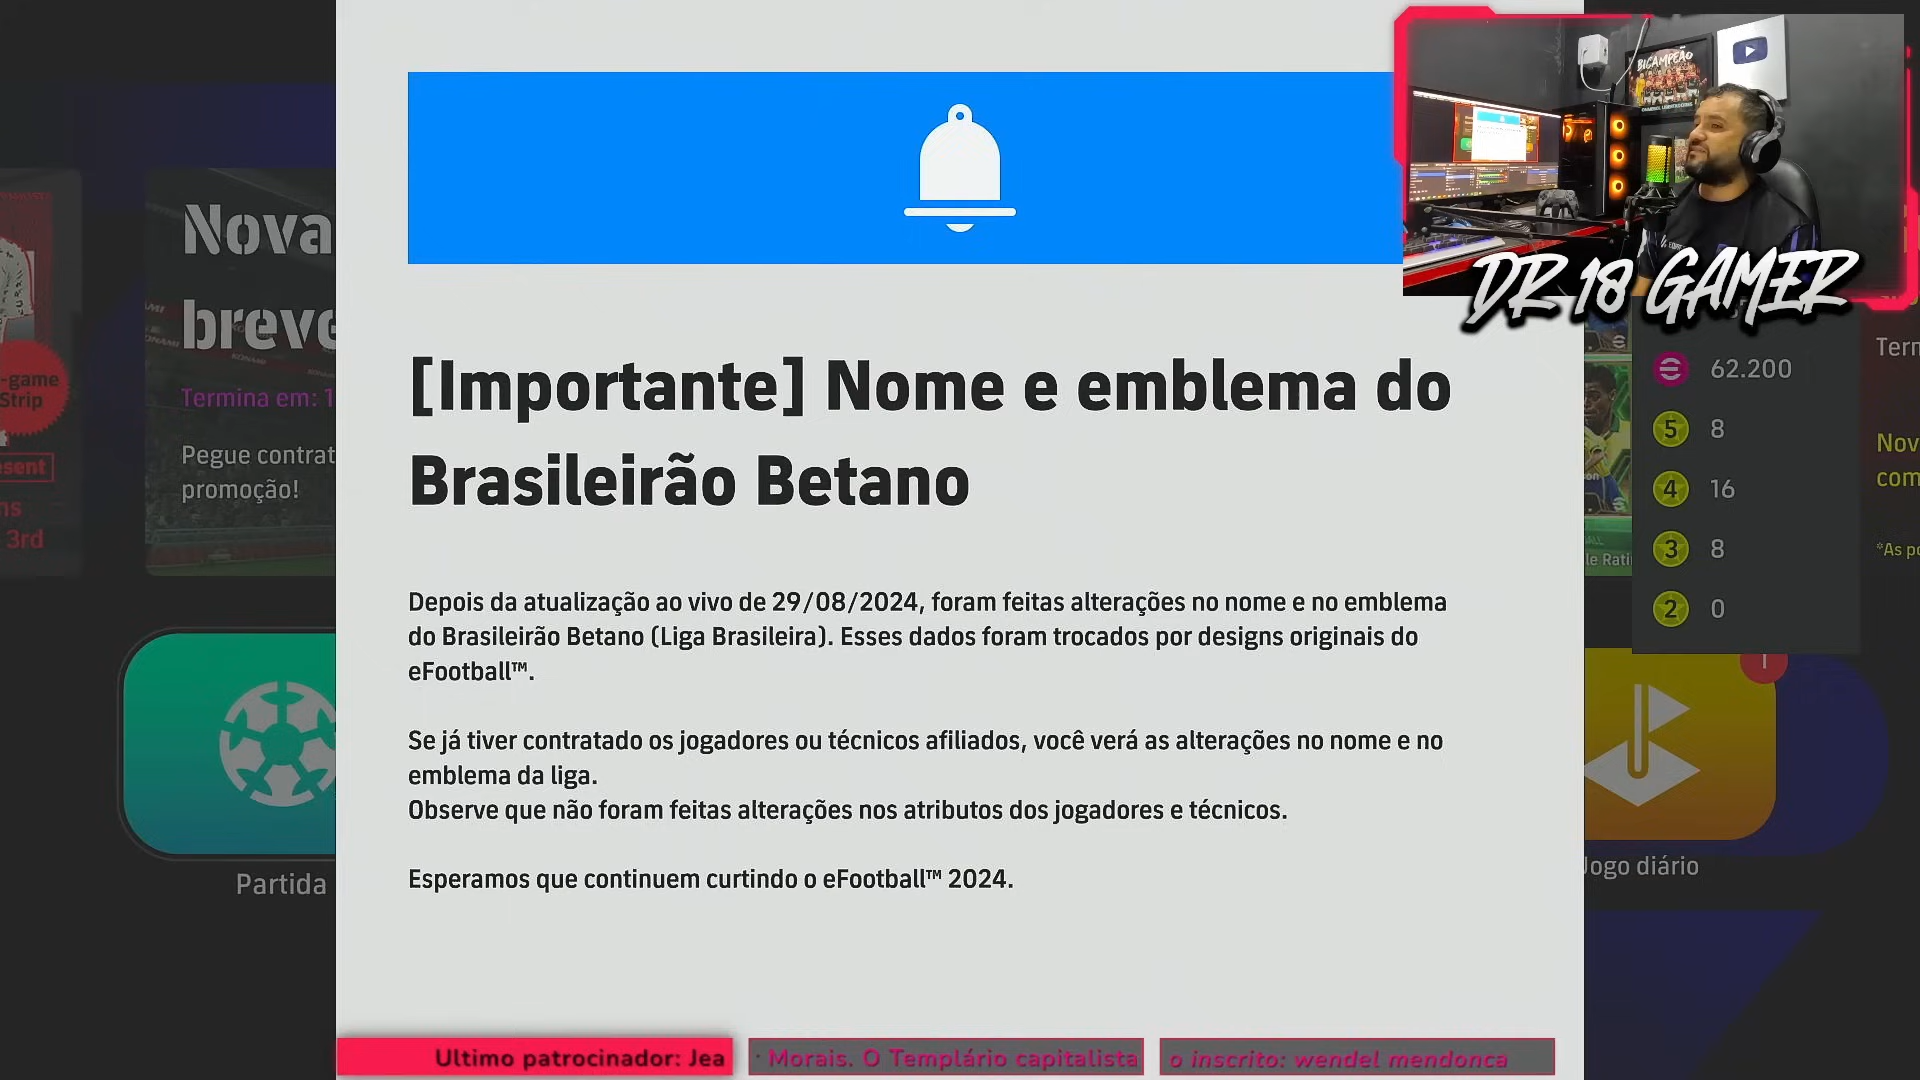 BICAMPEÃO
DR 18 GAMER
[Importante] Nome e emblema do
Brasileirão Betano
Depois da atualização ao vivo de 29/08/2024, foram feitas alterações no nome e no emblema
do Brasileirão Betano (Liga Brasileira). Esses dados foram trocados por designs originais do
eFootball™.
Se já tiver contratado os jogadores ou técnicos afiliados, você verá as alterações no nome e no
emblema da liga.
Observe que não foram feitas alterações nos atributos dos jogadores e técnicos.
Esperamos que continuem curtindo o eFootball™ 2024.
Nova
breve
Termina em: 1
Pegue contrat
promoção!
-game
Strip
esent
ns
3rd
Partida
62.200
5 8
4 16
3 8
2 0
Term
Nov
com
*As po
le Rati
1
Jogo diário
Ultimo patrocinador: Jea
Morais. O Templário capitalista
o inscrito: wendel mendonca